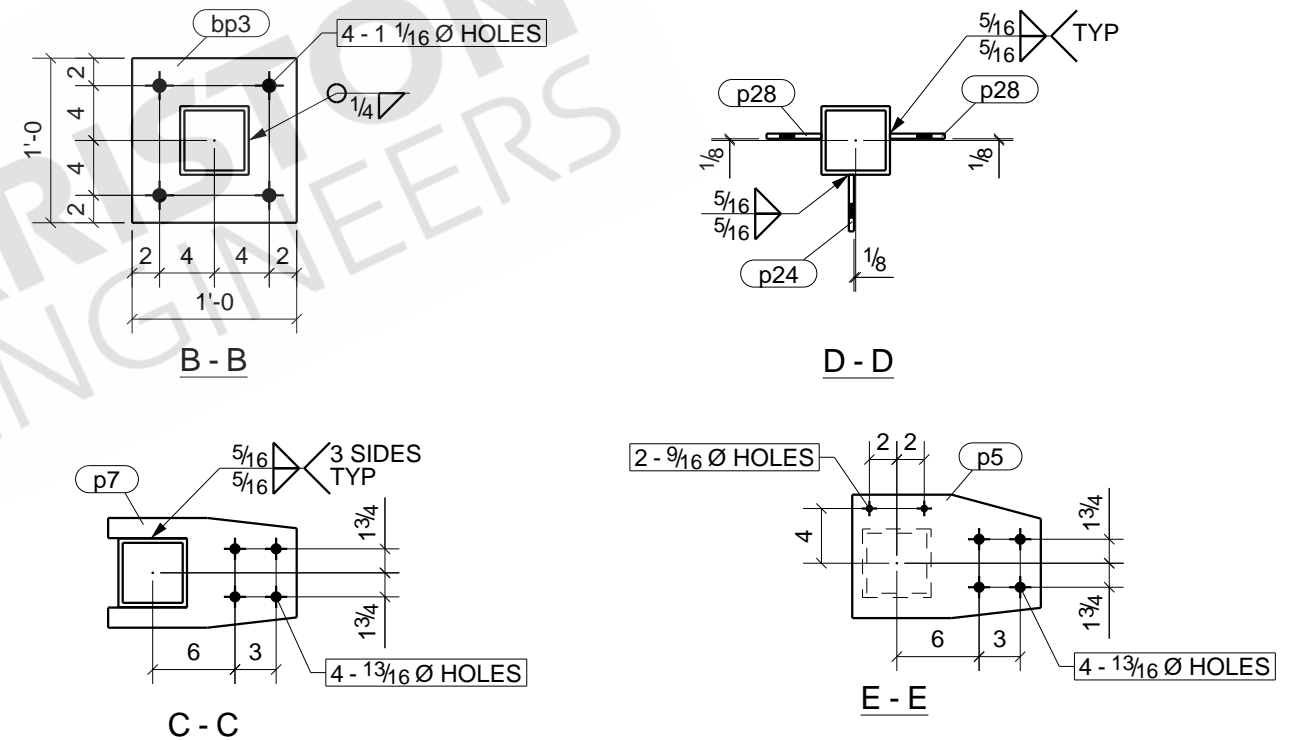 bp3
4 - 1 1/16 Ø HOLES
2
4
4
2
1'-0
1/4
2 4 4 2
1'-0
B - B
5/16
5/16
TYP
p28
p28
1/8
1/8
5/16
5/16
p24
1/8
D - D
p7
5/16
5/16
3 SIDES
TYP
1 3/4
1 3/4
6 3
4 - 13/16 Ø HOLES
C - C
2 - 9/16 Ø HOLES
2 2
p5
4
1 3/4
1 3/4
6 3
4 - 13/16 Ø HOLES
E - E
RISTON
ENGINEERS